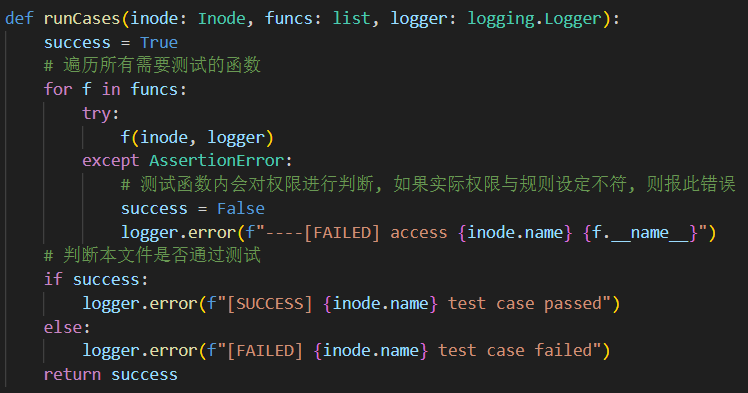 def runCases(inode: Inode, funcs: list, logger: logging.Logger):
    success = True
    # 遍历所有需要测试的函数
    for f in funcs:
        try:
            f(inode, logger)
        except AssertionError:
            # 测试函数内会对权限进行判断, 如果实际权限与规则设定不符, 则报此错误
            success = False
            logger.error(f"----[FAILED] access {inode.name} {f.__name__}")
    # 判断本文件是否通过测试
    if success:
        logger.error(f"[SUCCESS] {inode.name} test case passed")
    else:
        logger.error(f"[FAILED] {inode.name} test case failed")
    return success